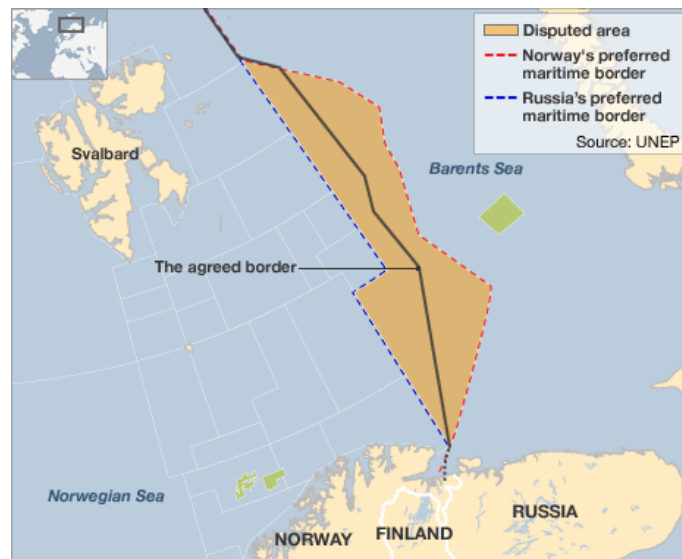 Disputed area
Norway's preferred
maritime border
Russia's preferred
maritime border
Source: UNEP
Svalbard
Barents Sea
The agreed border
Norwegian Sea
NORWAY
FINLAND
RUSSIA